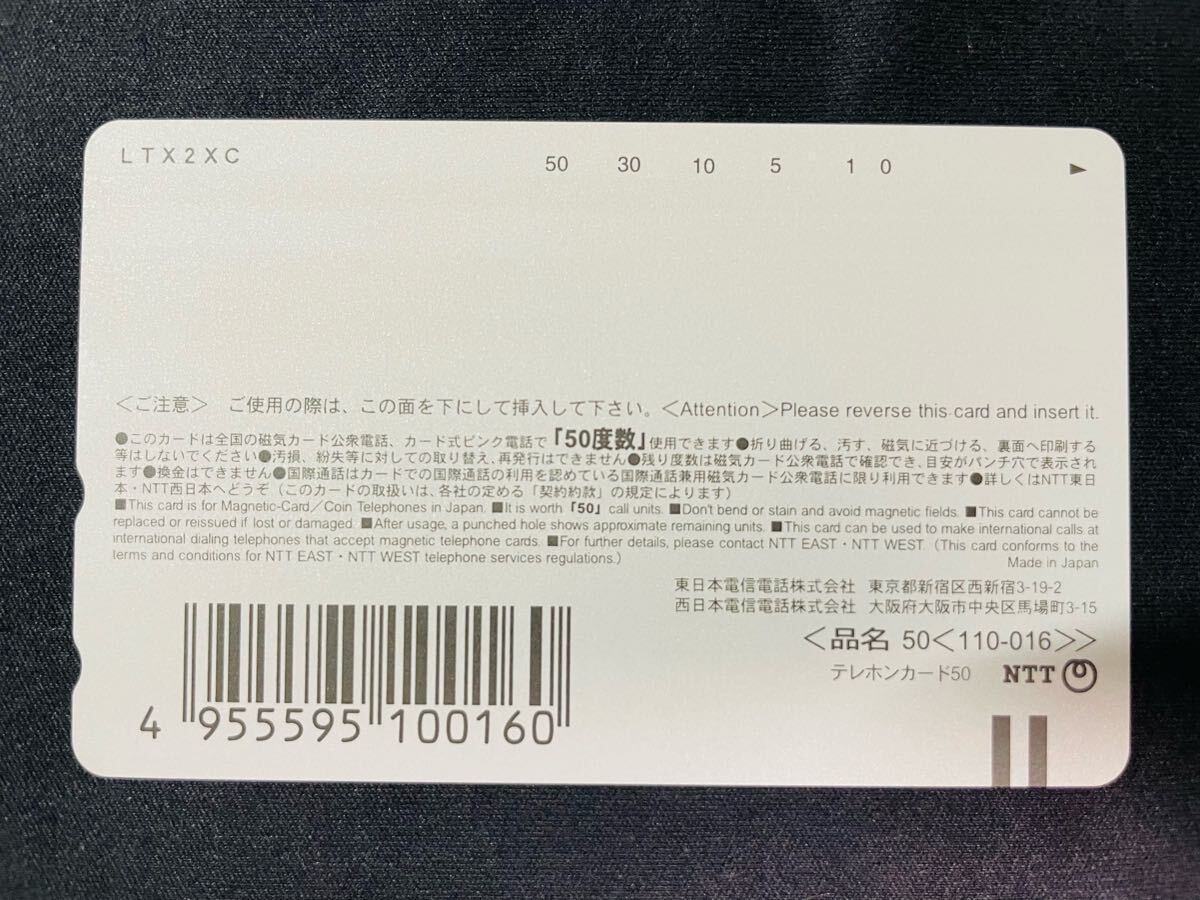 LTX2XC
50 30 10 5 1 0 ►
＜ご注意＞ ご使用の際は、この面を下にして挿入して下さい。＜Attention＞Please reverse this card and insert it.
●このカードは全国の磁気カード公衆電話、カード式ピンク電話で「50度数」使用できます●折り曲げる、汚す、磁気に近づける、裏面へ印刷する
等はしないでください●汚損、紛失等に対しての取り替え、再発行はできません●残り度数は磁気カード公衆電話で確認でき、目安がパンチ穴で表示され
ます●換金はできません●国際通話はカードでの国際通話の利用を認めている国際通話兼用磁気カード公衆電話に限り利用できます●詳しくはNTT東日
本・NTT西日本へどうぞ（このカードの取扱いは、各社の定める「契約約款」の規定によります）
■This card is for Magnetic-Card／Coin Telephones in Japan. ■It is worth「50」call units. ■Don't bend or stain and avoid magnetic fields. ■This card cannot be
replaced or reissued if lost or damaged. ■After usage, a punched hole shows approximate remaining units. ■This card can be used to make international calls at
international dialing telephones that accept magnetic telephone cards. ■For further details, please contact NTT EAST・NTT WEST.（This card conforms to the
terms and conditions for NTT EAST・NTT WEST telephone services regulations.）
Made in Japan
東日本電信電話株式会社 東京都新宿区西新宿3-19-2
西日本電信電話株式会社 大阪府大阪市中央区馬場町3-15
＜品名 50＜110-016＞＞
テレホンカード50 NTT
4 955595 100160